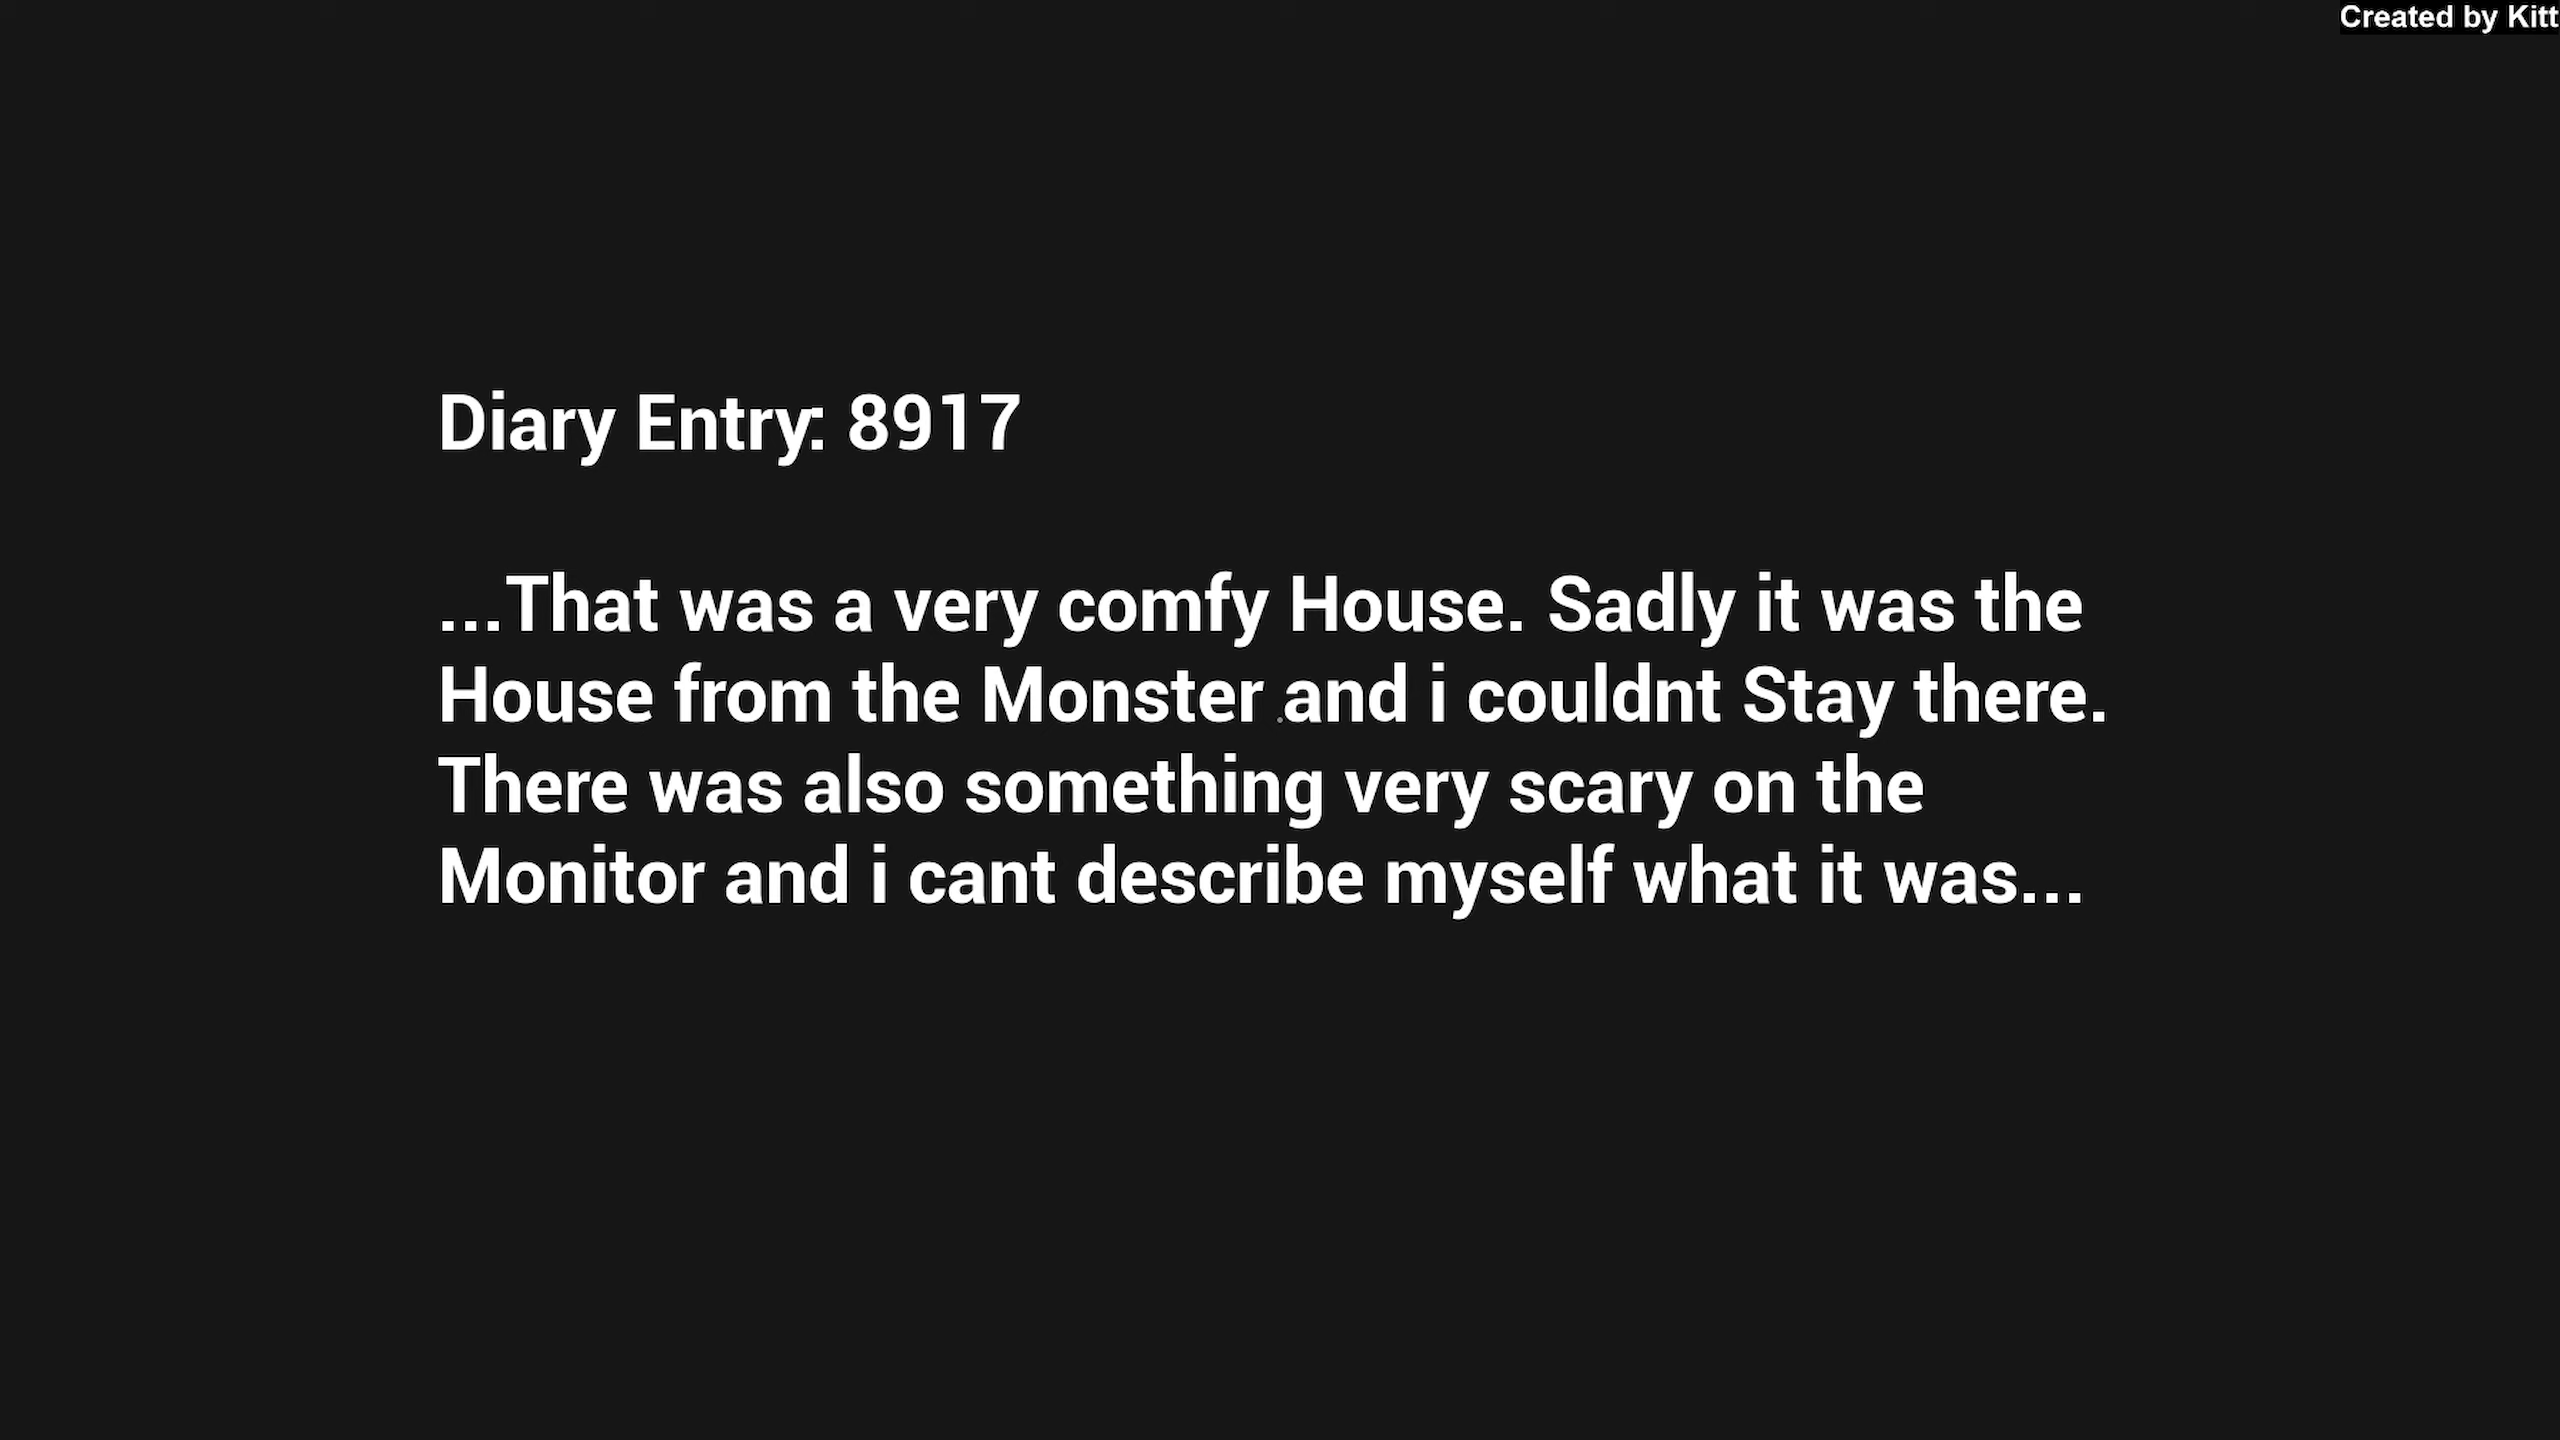 Created by Kitt
Diary Entry: 8917
...That was a very comfy House. Sadly it was the
House from the Monster and i couldnt Stay there.
There was also something very scary on the
Monitor and i cant describe myself what it was...